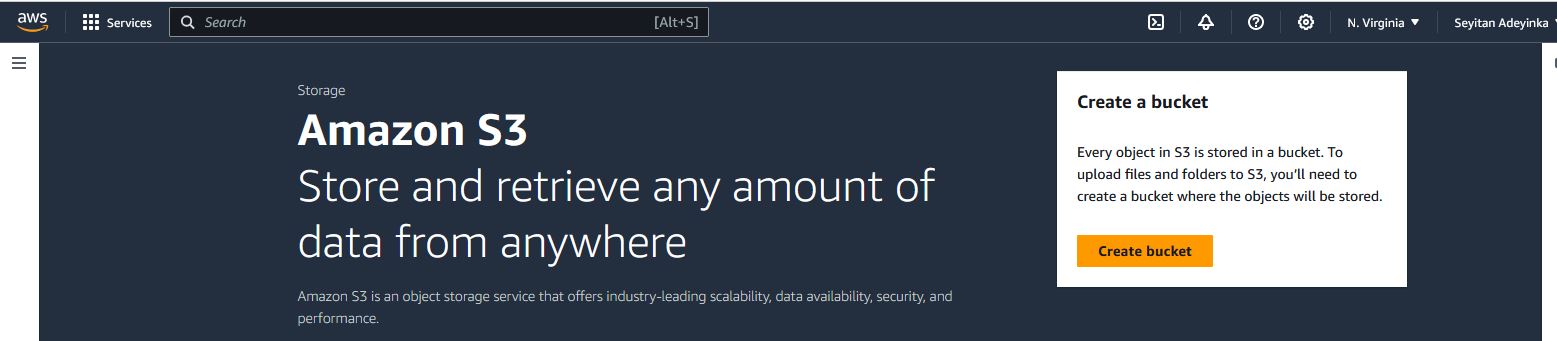 aws
Services
Search
[Alt+S]
N. Virginia
Seyitan Adeyinka
Storage
Amazon S3
Store and retrieve any amount of
data from anywhere
Amazon S3 is an object storage service that offers industry-leading scalability, data availability, security, and
performance.
Create a bucket
Every object in S3 is stored in a bucket. To
upload files and folders to S3, you’ll need to
create a bucket where the objects will be stored.
Create bucket